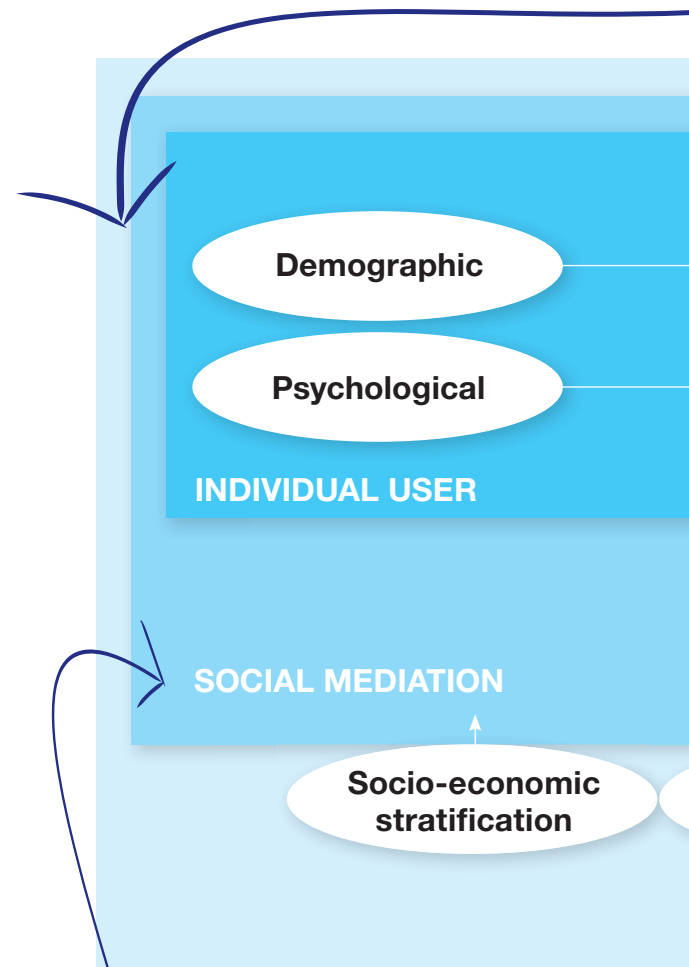 Demographic
Psychological
INDIVIDUAL USER
SOCIAL MEDIATION
Socio-economic
stratification